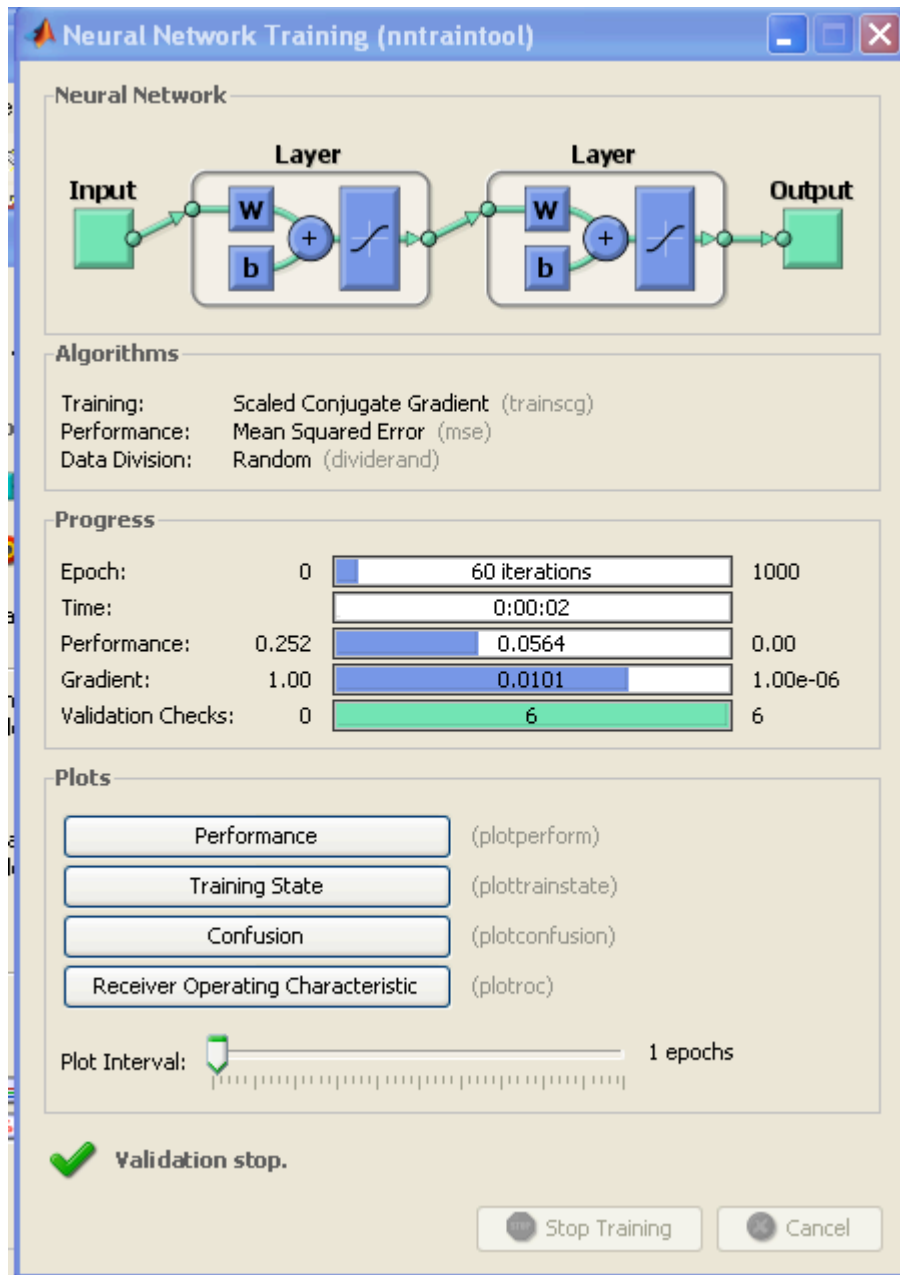 Neural Network Training (nntraintool)
Neural Network
Layer Layer
Input Output
W W
+ +
b b
Algorithms
Training: Scaled Conjugate Gradient (trainscg)
Performance: Mean Squared Error (mse)
Data Division: Random (dividerand)
Progress
Epoch: 0 60 iterations 1000
Time: 0:00:02
Performance: 0.252 0.0564 0.00
Gradient: 1.00 0.0101 1.00e-06
Validation Checks: 0 6 6
Plots
Performance (plotperform)
Training State (plottrainstate)
Confusion (plotconfusion)
Receiver Operating Characteristic (plotroc)
Plot Interval: 1 epochs
Validation stop.
STOP Stop Training Cancel